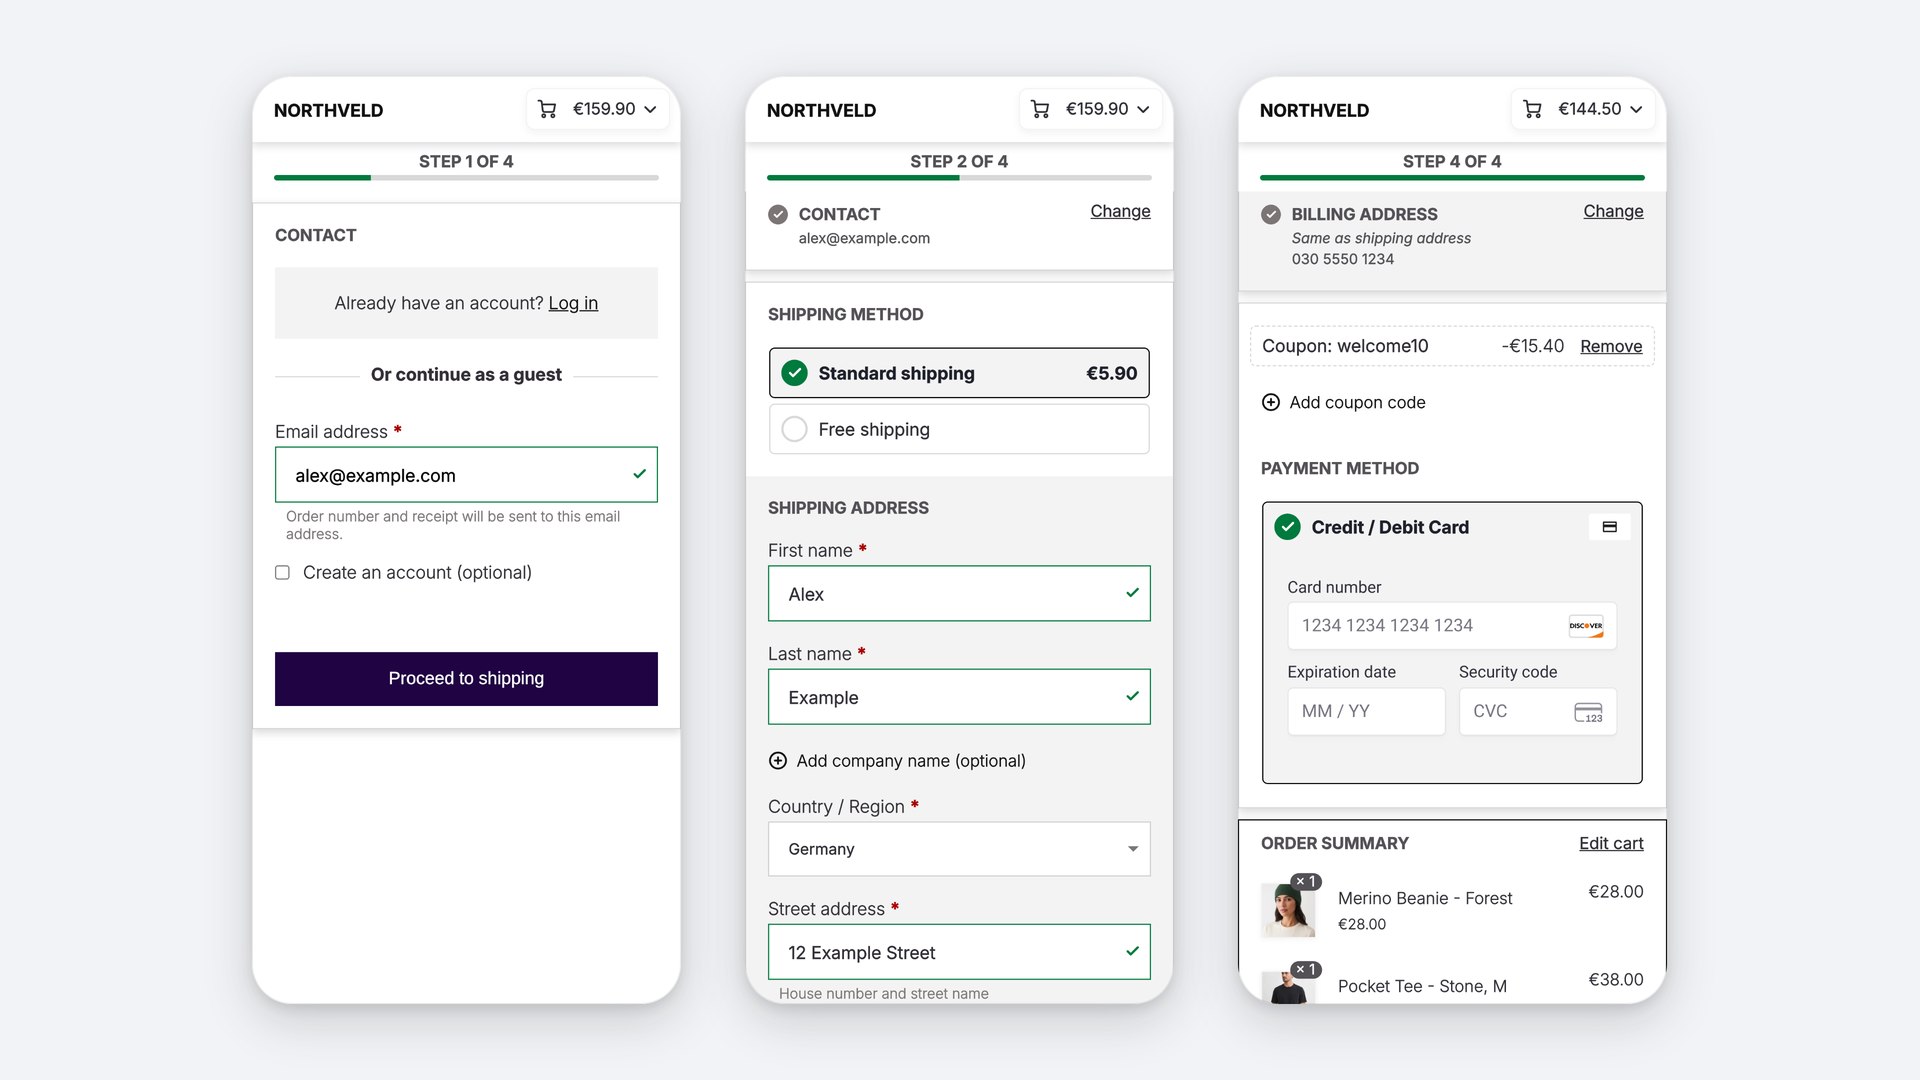 NORTHVELD
€159.90
STEP 1 OF 4
CONTACT
Already have an account? Log in
Or continue as a guest
Email address *
alex@example.com
Order number and receipt will be sent to this email
address.
Create an account (optional)
Proceed to shipping
NORTHVELD
€159.90
STEP 2 OF 4
CONTACT
Change
alex@example.com
SHIPPING METHOD
Standard shipping
€5.90
Free shipping
SHIPPING ADDRESS
First name *
Alex
Last name *
Example
Add company name (optional)
Country / Region *
Germany
Street address *
12 Example Street
House number and street name
NORTHVELD
€144.50
STEP 4 OF 4
BILLING ADDRESS
Change
Same as shipping address
030 5550 1234
Coupon: welcome10
-€15.40
Remove
Add coupon code
PAYMENT METHOD
Credit / Debit Card
Card number
1234 1234 1234 1234
DISCOVER
Expiration date
Security code
MM / YY
CVC
123
ORDER SUMMARY
Edit cart
× 1
Merino Beanie - Forest
€28.00
€28.00
× 1
Pocket Tee - Stone, M
€38.00